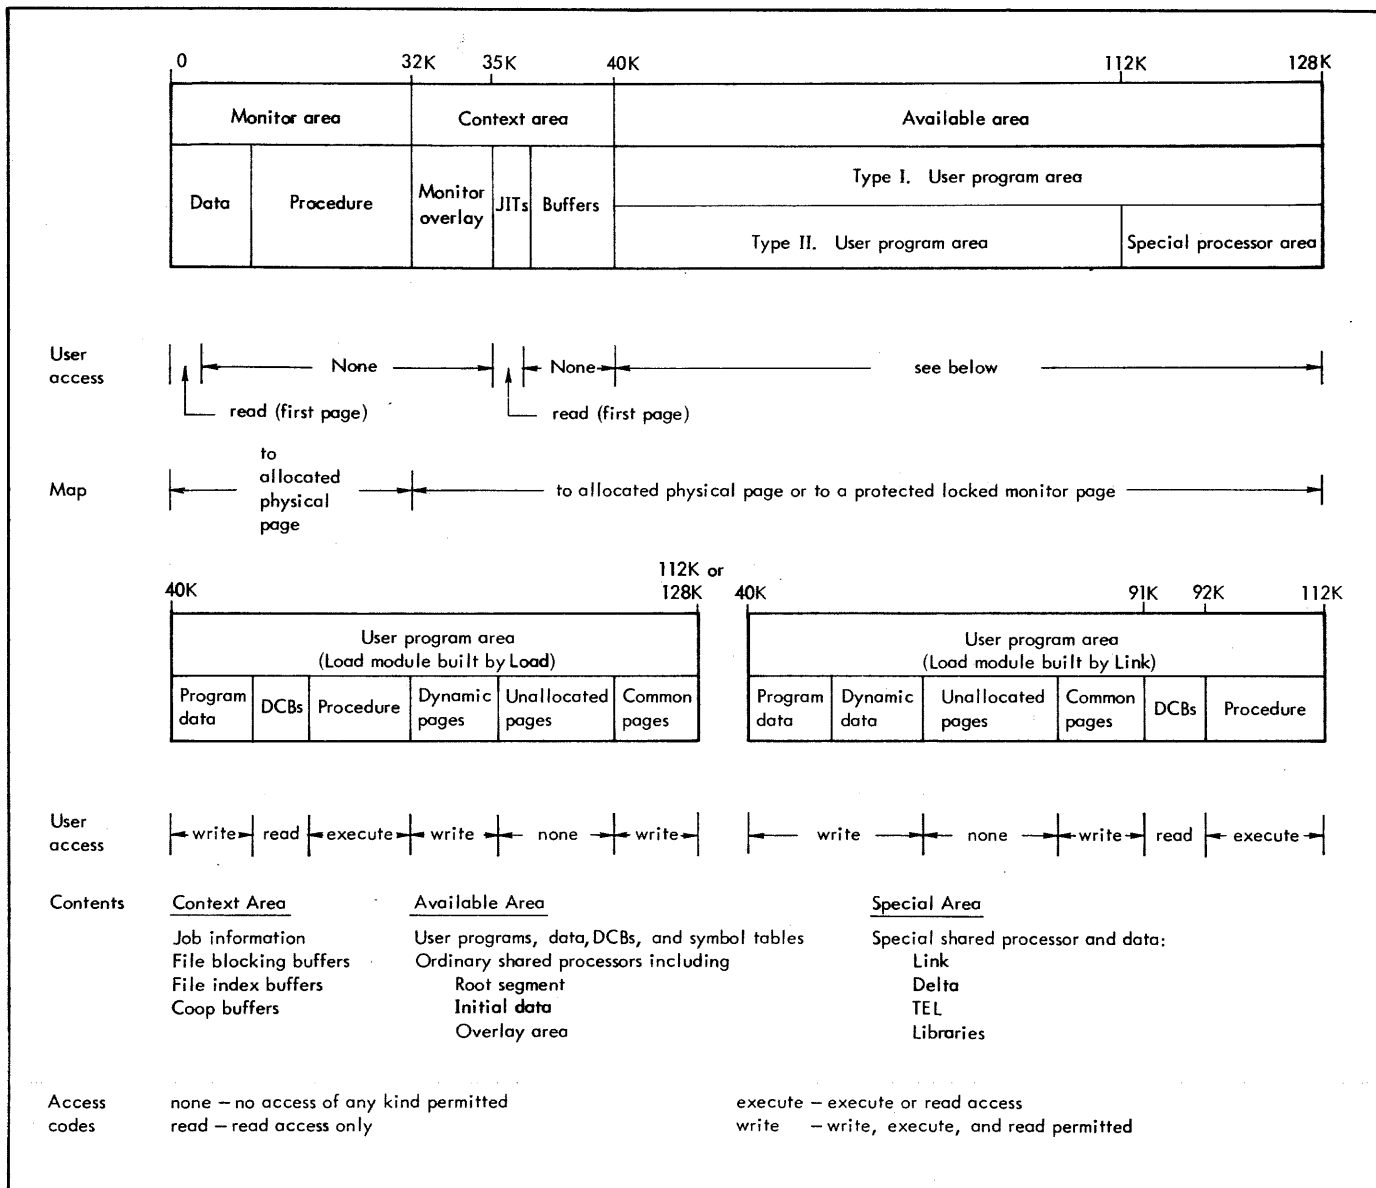 0 32K 35K 40K 112K 128K
Monitor area Context area Available area
Data Procedure Monitor overlay JITs Buffers
Type I. User program area
Type II. User program area Special processor area
User access
None None see below
read (first page) read (first page)
Map
to allocated physical page
to allocated physical page or to a protected locked monitor page
40K 112K or 128K
40K 91K 92K 112K
User program area
(Load module built by Load)
User program area
(Load module built by Link)
Program data DCBs Procedure Dynamic pages Unallocated pages Common pages
Program data Dynamic data Unallocated pages Common pages DCBs Procedure
User access
write read execute write none write
write none write read execute
Contents
Context Area
Job information
File blocking buffers
File index buffers
Coop buffers
Available Area
User programs, data, DCBs, and symbol tables
Ordinary shared processors including
Root segment
Initial data
Overlay area
Special Area
Special shared processor and data:
Link
Delta
TEL
Libraries
Access codes
none – no access of any kind permitted
read – read access only
execute – execute or read access
write – write, execute, and read permitted